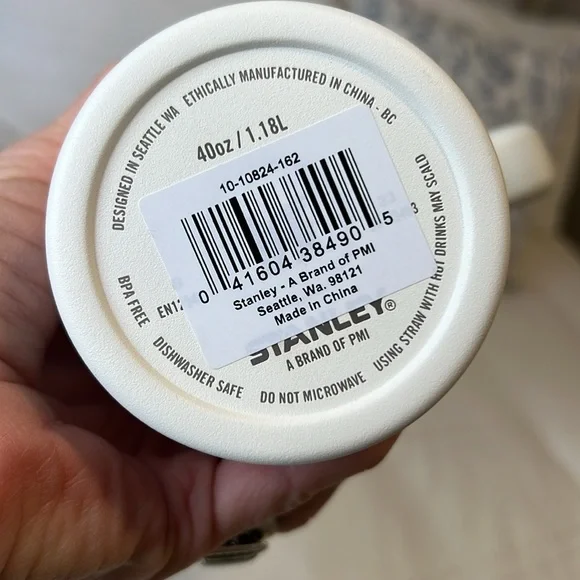 DESIGNED IN SEATTLE WA ETHICALLY MANUFACTURED IN CHINA - BC
40oz / 1.18L
10-10824-162
0 41604 38490 5
Stanley - A Brand of PMI
Seattle, Wa. 98121
Made in China
EN12
3
STANLEY®
A BRAND OF PMI
BPA FREE
DISHWASHER SAFE
DO NOT MICROWAVE
USING STRAW WITH HOT DRINKS MAY SCALD